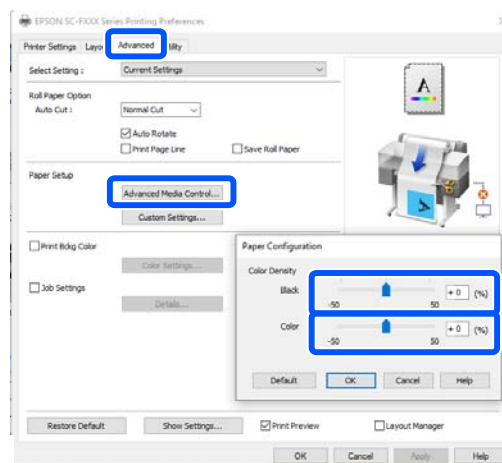 EPSON SC-FXXX Series Printing Preferences
Printer Settings Layo Advanced ility
Select Setting : Current Settings
Roll Paper Option
Auto Cut : Normal Cut
Auto Rotate
Print Page Line Save Roll Paper
A
Paper Setup
Advanced Media Control...
Custom Settings...
Print Bckg Color
Color Settings...
Job Settings
Details...
Paper Configuration
Color Density
Black + 0 (%)
-50 50
Color + 0 (%)
-50 50
Default OK Cancel Help
Restore Default Show Settings... Print Preview Layout Manager
OK Cancel Apply Help